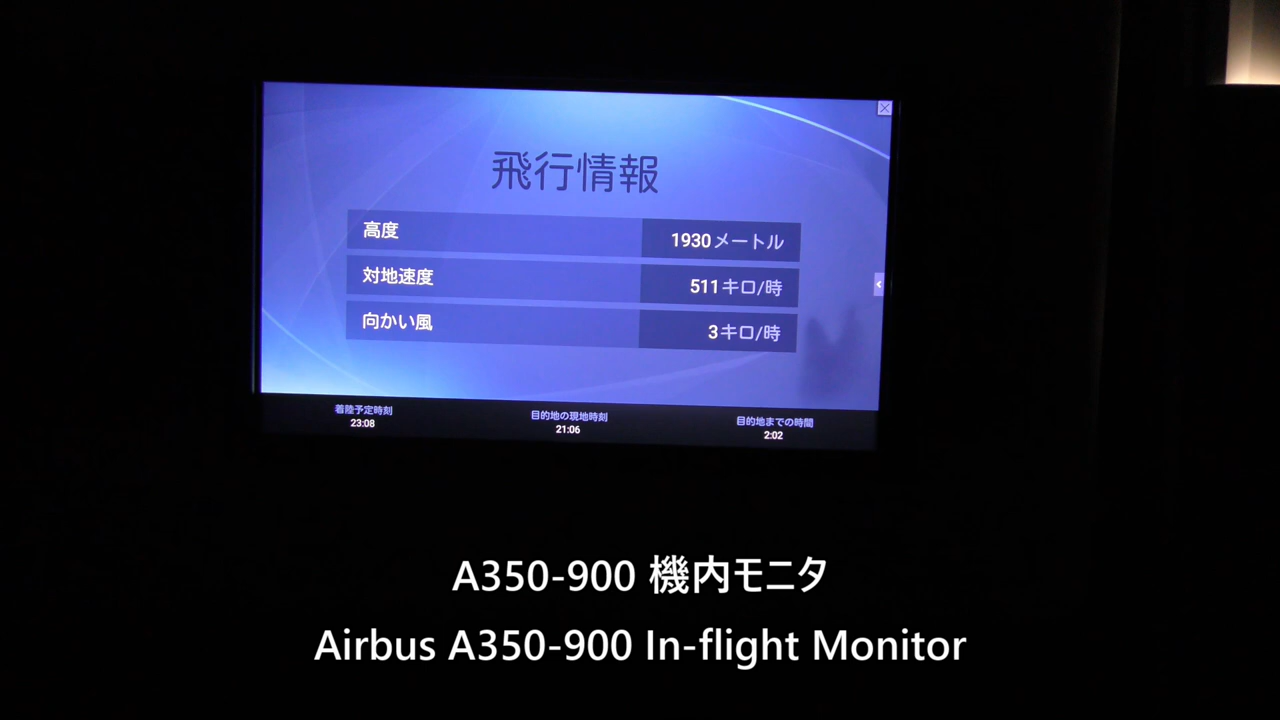 飛行情報
高度 1930メートル
対地速度 511キロ/時
向かい風 3キロ/時
着陸予定時刻 目的地の現地時刻 目的地までの時間
23:08 21:06 2:02
A350-900 機内モニタ
Airbus A350-900 In-flight Monitor